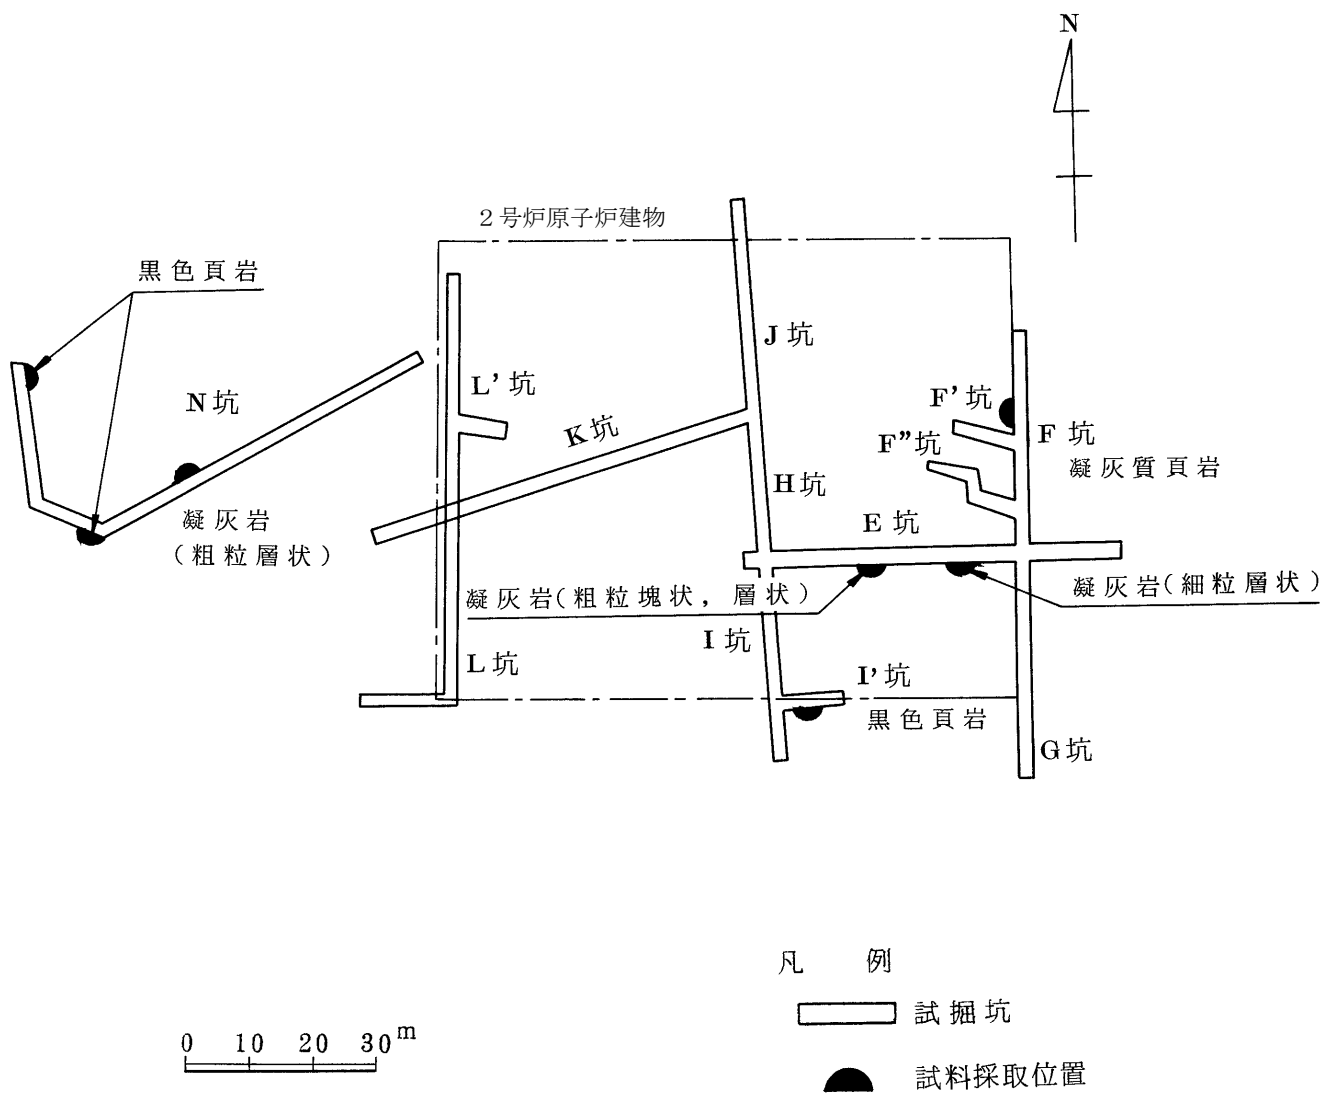 N
2号炉原子炉建物
黒色頁岩
J坑
L'坑
N坑
F'坑
K坑
F坑
F”坑
凝灰質頁岩
H坑
E坑
凝灰岩
(粗粒層状)
凝灰岩(粗粒塊状,層状)
凝灰岩(細粒層状)
I坑
L坑
I'坑
黒色頁岩
G坑
凡 例
試掘坑
0 10 20 30m
試料採取位置